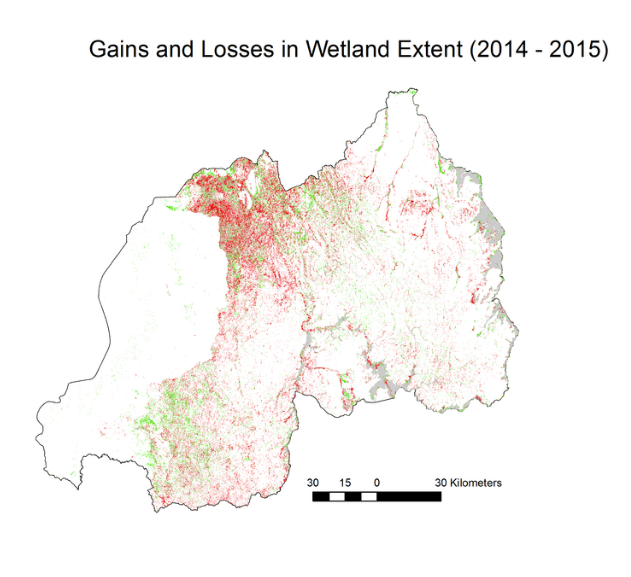 Gains and Losses in Wetland Extent (2014 - 2015)
30 15 0 30 Kilometers